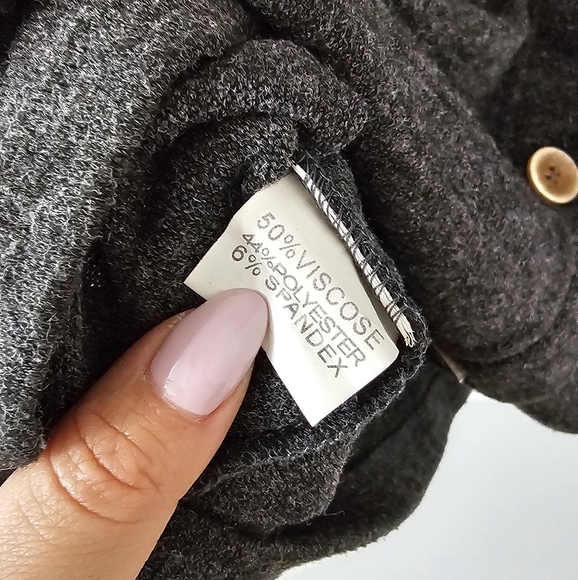 50% VISCOSE
44% POLYESTER
6% SPANDEX